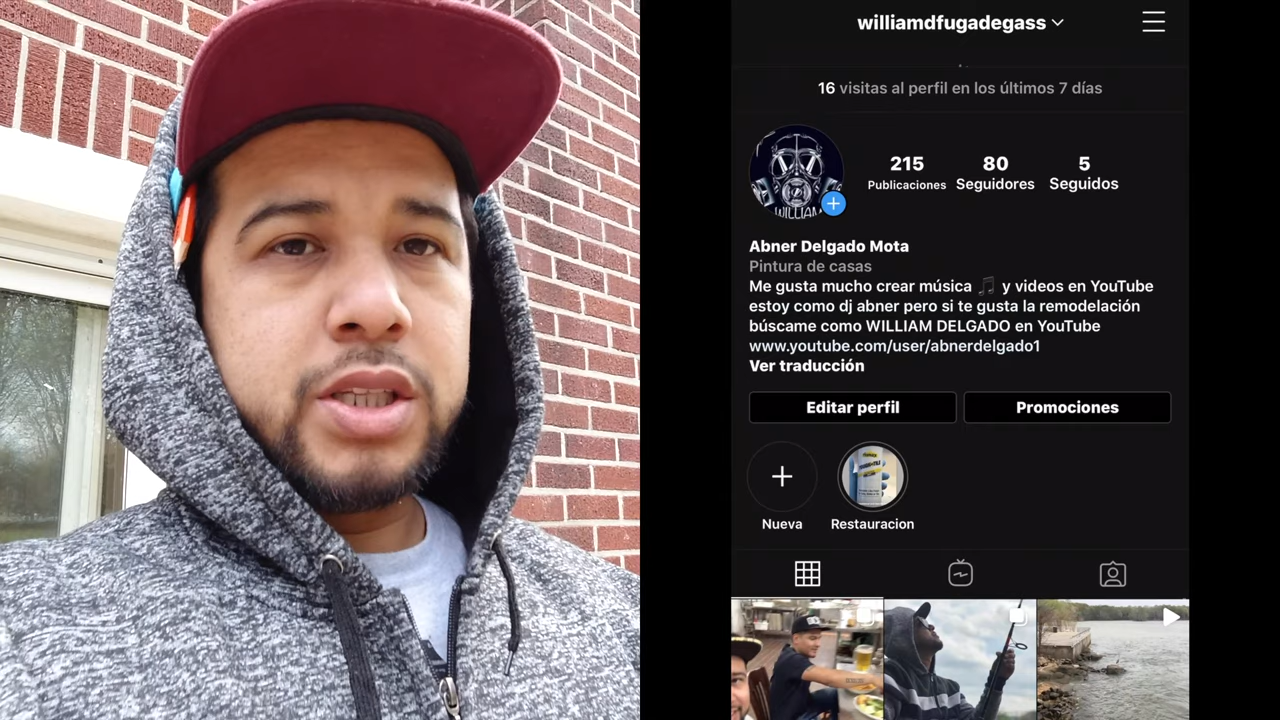 williamdfugadegass
16 visitas al perfil en los últimos 7 días
215 80 5
Publicaciones Seguidores Seguidos
WILLIAM
Abner Delgado Mota
Pintura de casas
Me gusta mucho crear música 🎵 y videos en YouTube
estoy como dj abner pero si te gusta la remodelación
búscame como WILLIAM DELGADO en YouTube
www.youtube.com/user/abnerdelgado1
Ver traducción
Editar perfil Promociones
Nueva Restauracion